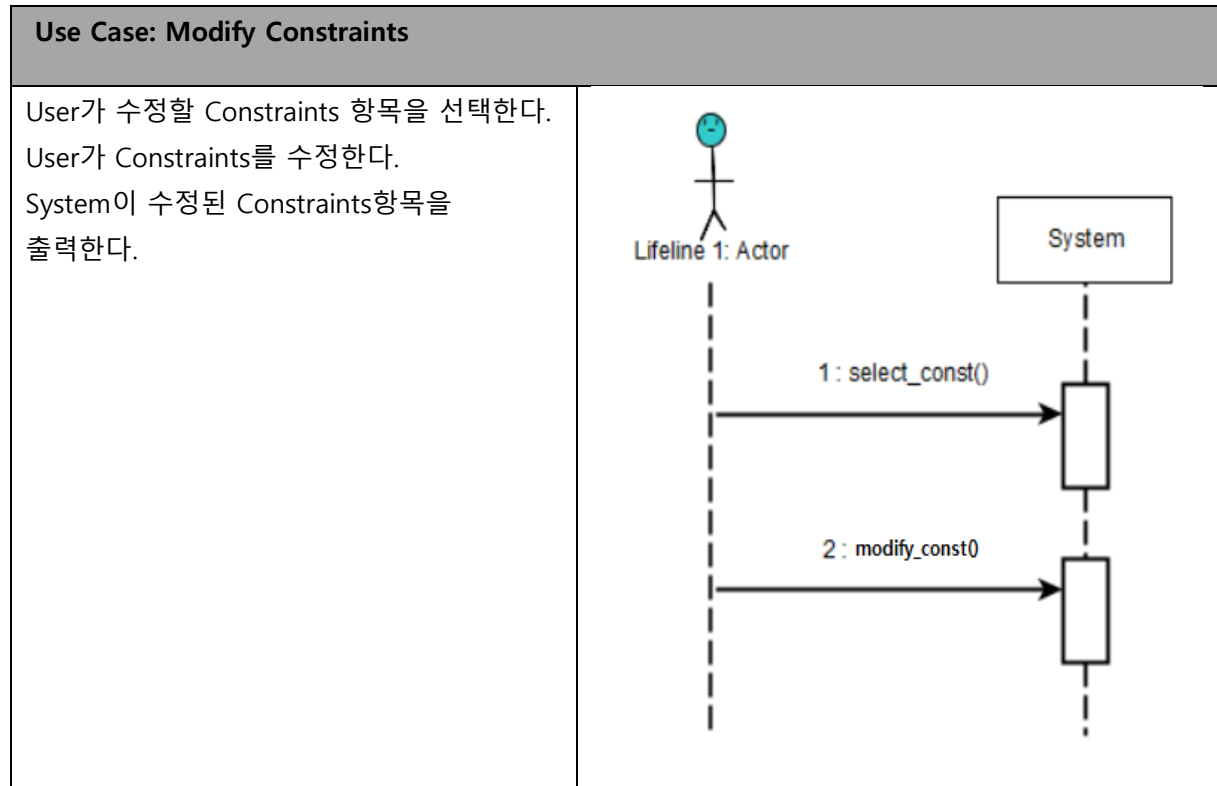 Use Case: Modify Constraints
User가 수정할 Constraints 항목을 선택한다.
User가 Constraints를 수정한다.
System이 수정된 Constraints항목을
출력한다.
Lifeline 1: Actor
System
1 : select_const()
2 : modify_const()